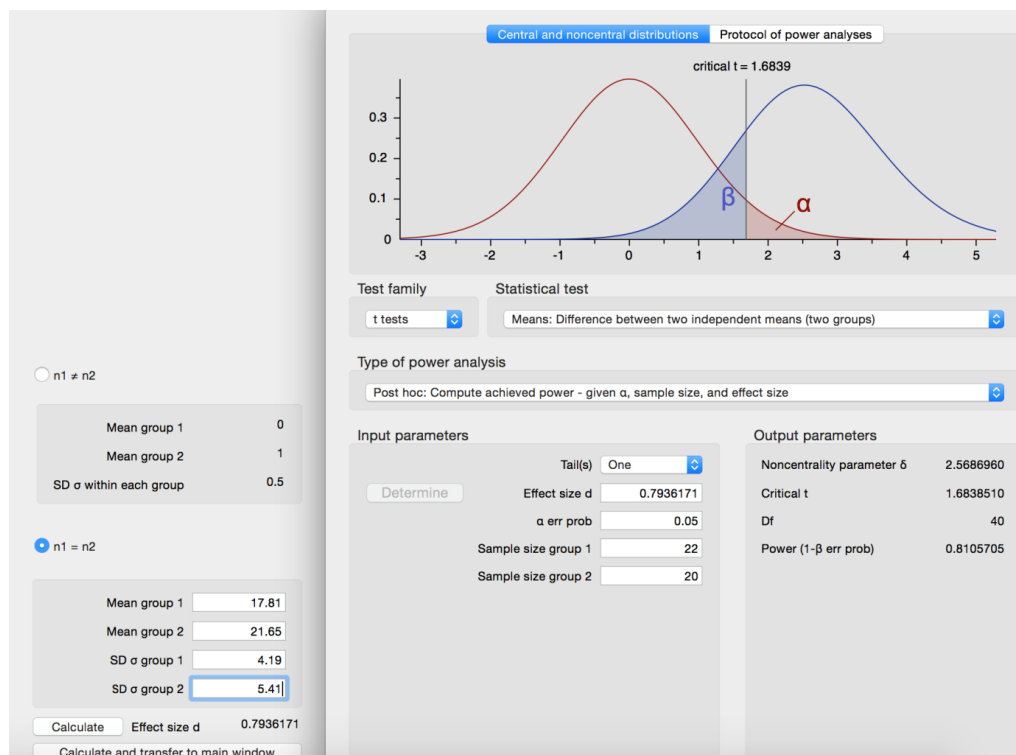 Central and noncentral distributions
Protocol of power analyses
critical t = 1.6839
0.3
0.2
0.1
0
β
α
-3
-2
-1
0
1
2
3
4
5
Test family
Statistical test
t tests
Means: Difference between two independent means (two groups)
Type of power analysis
Post hoc: Compute achieved power - given α, sample size, and effect size
Input parameters
Output parameters
Tail(s) One
Determine
Effect size d 0.7936171
α err prob 0.05
Sample size group 1 22
Sample size group 2 20
Noncentrality parameter δ 2.5686960
Critical t 1.6838510
Df 40
Power (1-β err prob) 0.8105705
n1 ≠ n2
Mean group 1 0
Mean group 2 1
SD σ within each group 0.5
n1 = n2
Mean group 1 17.81
Mean group 2 21.65
SD σ group 1 4.19
SD σ group 2 5.41
Calculate Effect size d 0.7936171
Calculate and transfer to main window